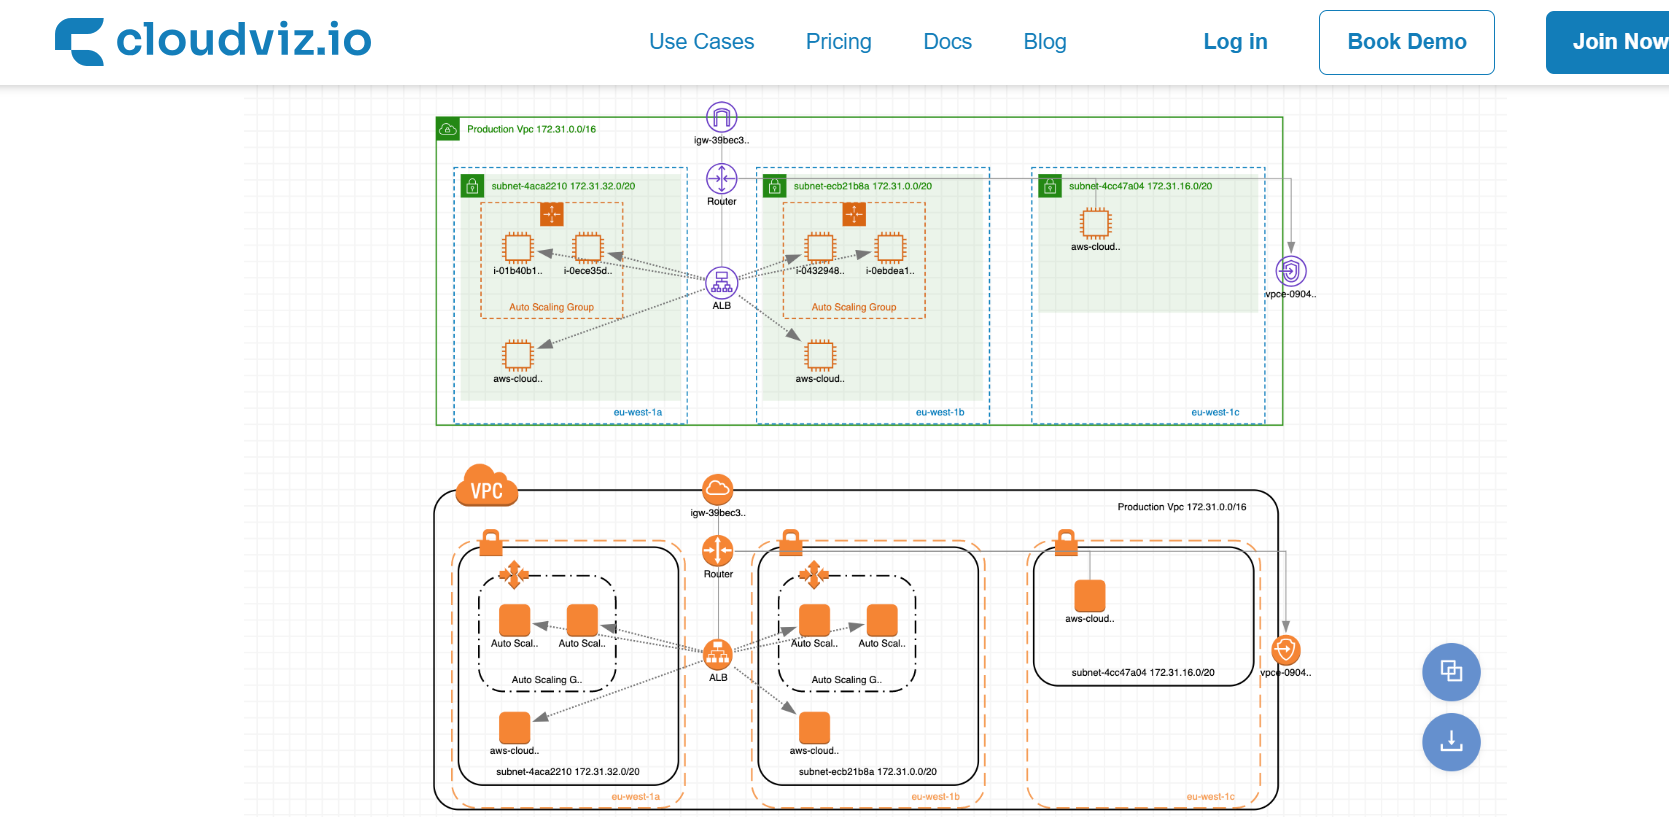 cloudviz.io
Use Cases
Pricing
Docs
Blog
Log in
Book Demo
Join Now
Production Vpc 172.31.0.0/16
igw-39bec3..
subnet-4aca2210 172.31.32.0/20
Router
subnet-ecb21b8a 172.31.0.0/20
subnet-4cc47a04 172.31.16.0/20
aws-cloud..
i-01b40b1..
i-0ece35d..
i-0432948..
i-0ebdea1..
vpce-0904..
Auto Scaling Group
ALB
Auto Scaling Group
aws-cloud..
aws-cloud..
eu-west-1a
eu-west-1b
eu-west-1c
VPC
Production Vpc 172.31.0.0/16
igw-39bec3..
Router
aws-cloud..
Auto Scal..
Auto Scal..
Auto Scal..
Auto Scal..
Auto Scaling G..
ALB
Auto Scaling G..
subnet-4cc47a04 172.31.16.0/20
vpce-0904..
aws-cloud..
aws-cloud..
subnet-4aca2210 172.31.32.0/20
subnet-ecb21b8a 172.31.0.0/20
eu-west-1a
eu-west-1b
eu-west-1c